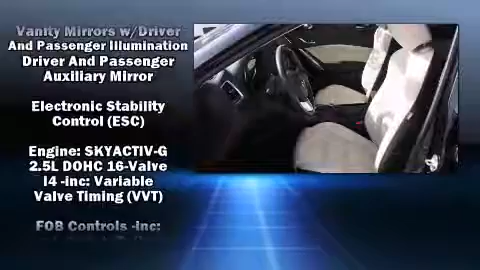 Vanity Mirrors w/Driver
And Passenger Illumination
Driver And Passenger
Auxiliary Mirror
Electronic Stability
Control (ESC)
Engine: SKYACTIV-G
2.5L DOHC 16-Valve
I4 -inc: Variable
Valve Timing (VVT)
FOB Controls -inc: